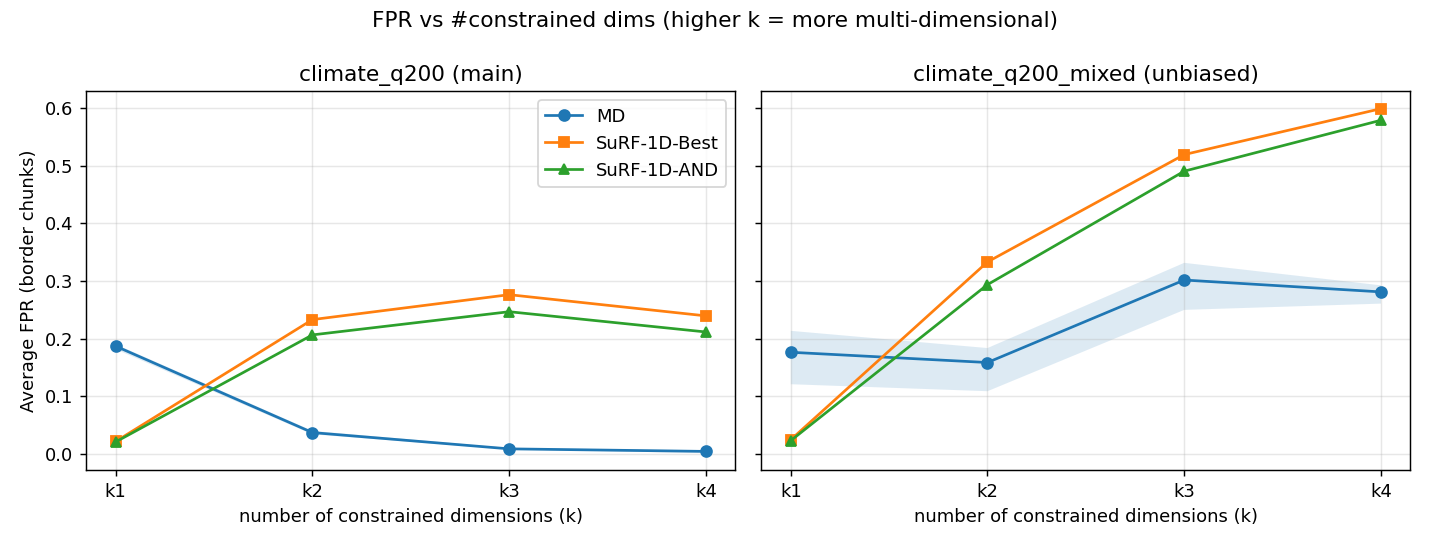 FPR vs #constrained dims (higher k = more multi-dimensional)
climate_q200 (main)
Average FPR (border chunks)
0.6
0.5
0.4
0.3
0.2
0.1
0.0
MD
SuRF-1D-Best
SuRF-1D-AND
k1 k2 k3 k4
number of constrained dimensions (k)
climate_q200_mixed (unbiased)
k1 k2 k3 k4
number of constrained dimensions (k)